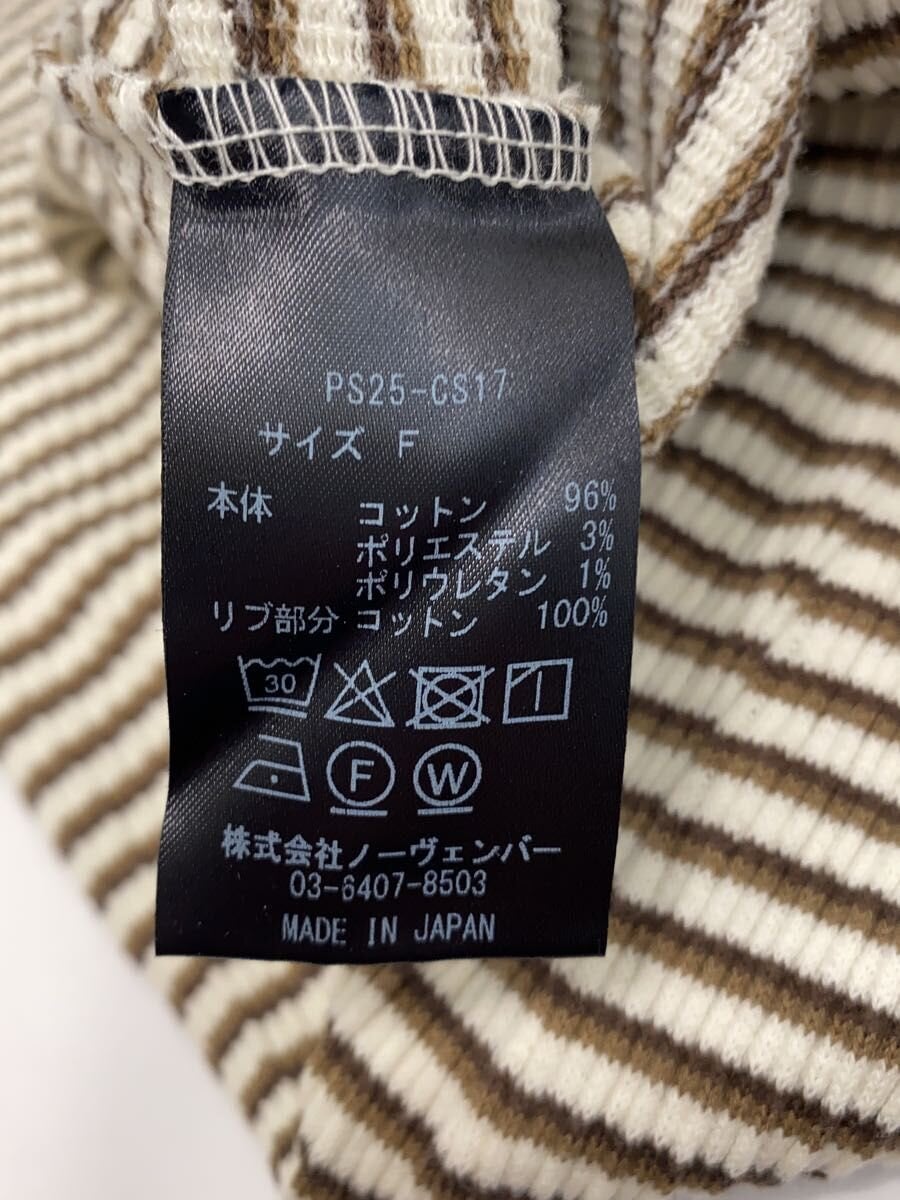 PS25-CS17
サイズ F
本体 コットン 96%
ポリエステル 3%
ポリウレタン 1%
リブ部分 コットン 100%
30
F W
株式会社ノーヴェンバー
03-6407-8503
MADE IN JAPAN